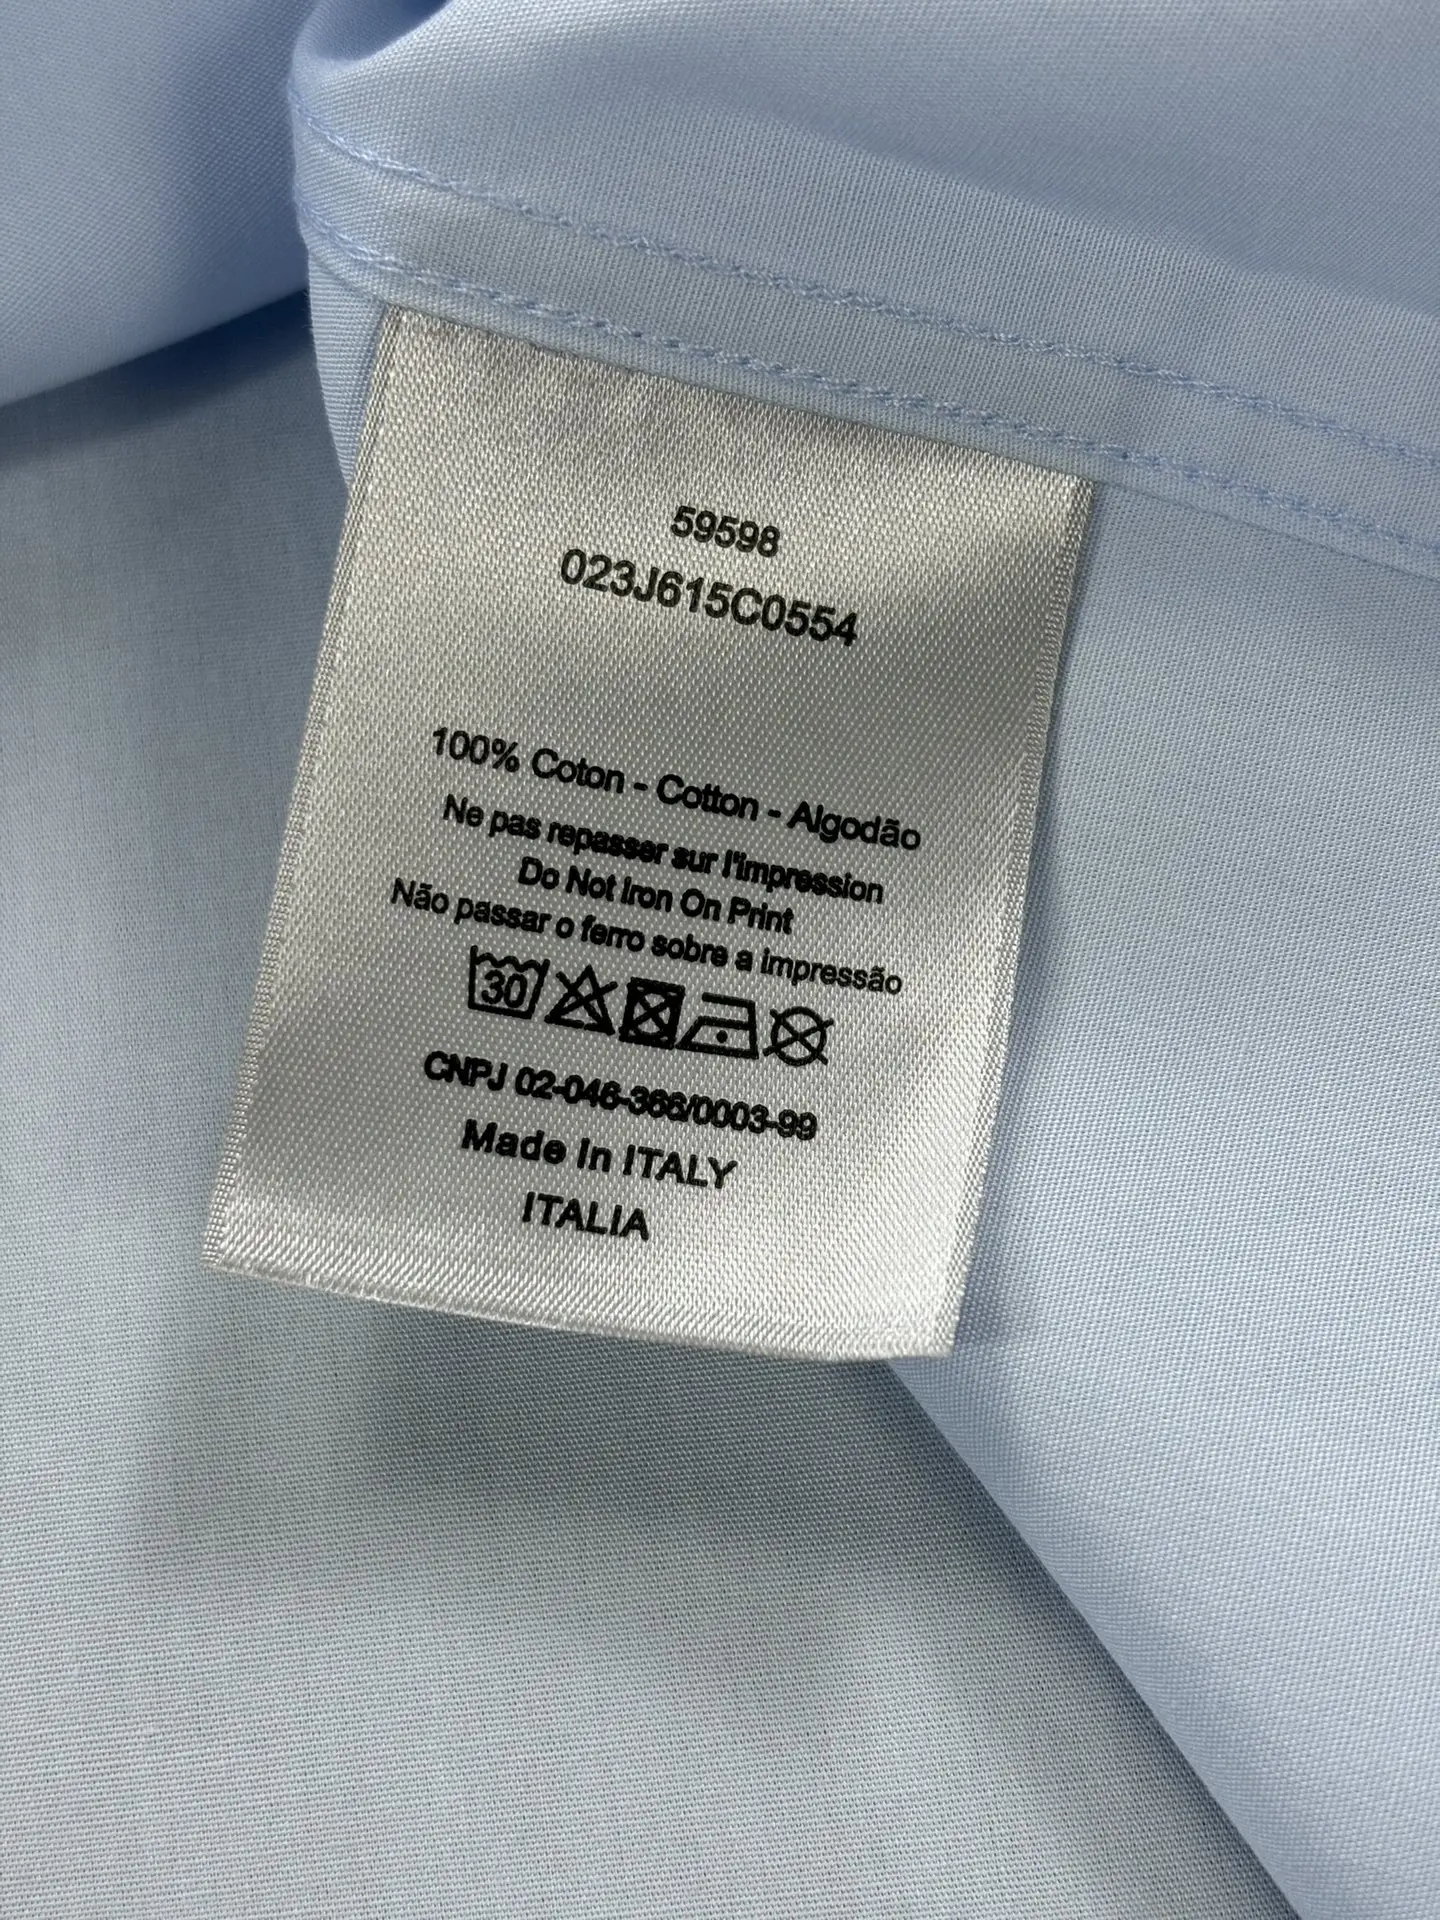 59598
023J615C0554
100% Coton - Cotton - Algodão
Ne pas repasser sur l'impression
Do Not Iron On Print
Não passar o ferro sobre a impressão
30
CNPJ 02-046-366/0003-99
Made In ITALY
ITALIA